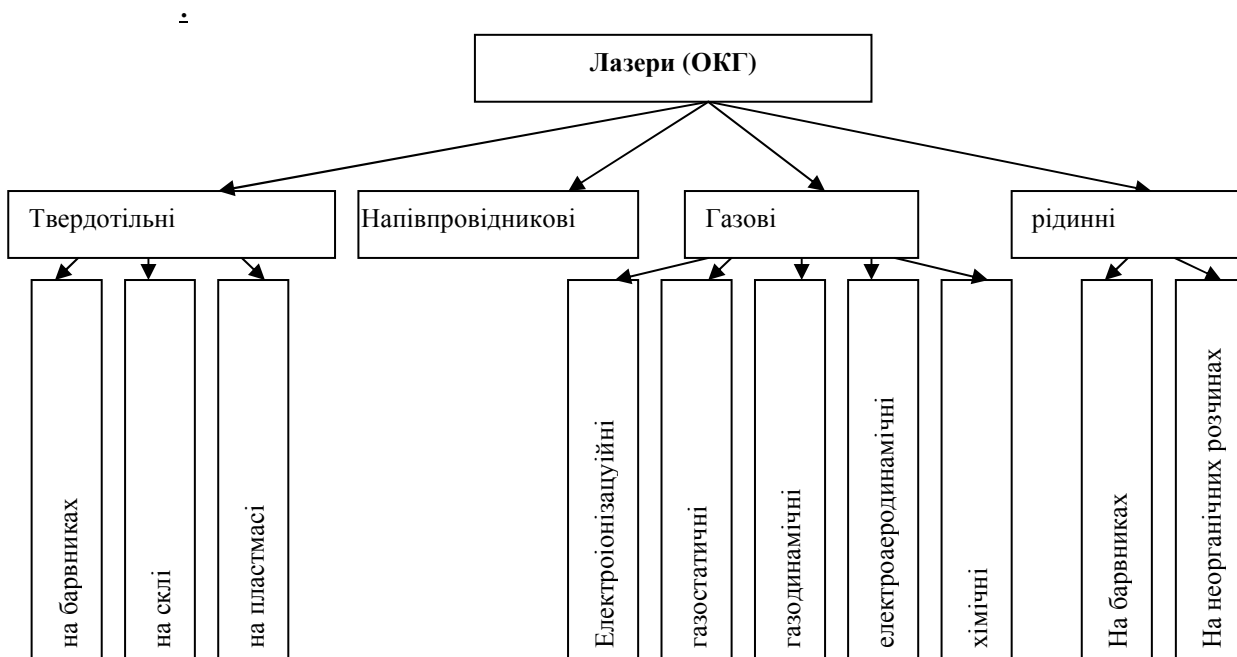 .
Лазери (ОКГ)
Твердотільні
Напівпровідникові
Газові
рідинні
на барвниках
на склі
на пластмасі
Електроіонізацуійні
газостатичні
газодинамічні
електроаеродинамічні
хімічні
На барвниках
На неорганічних розчинах